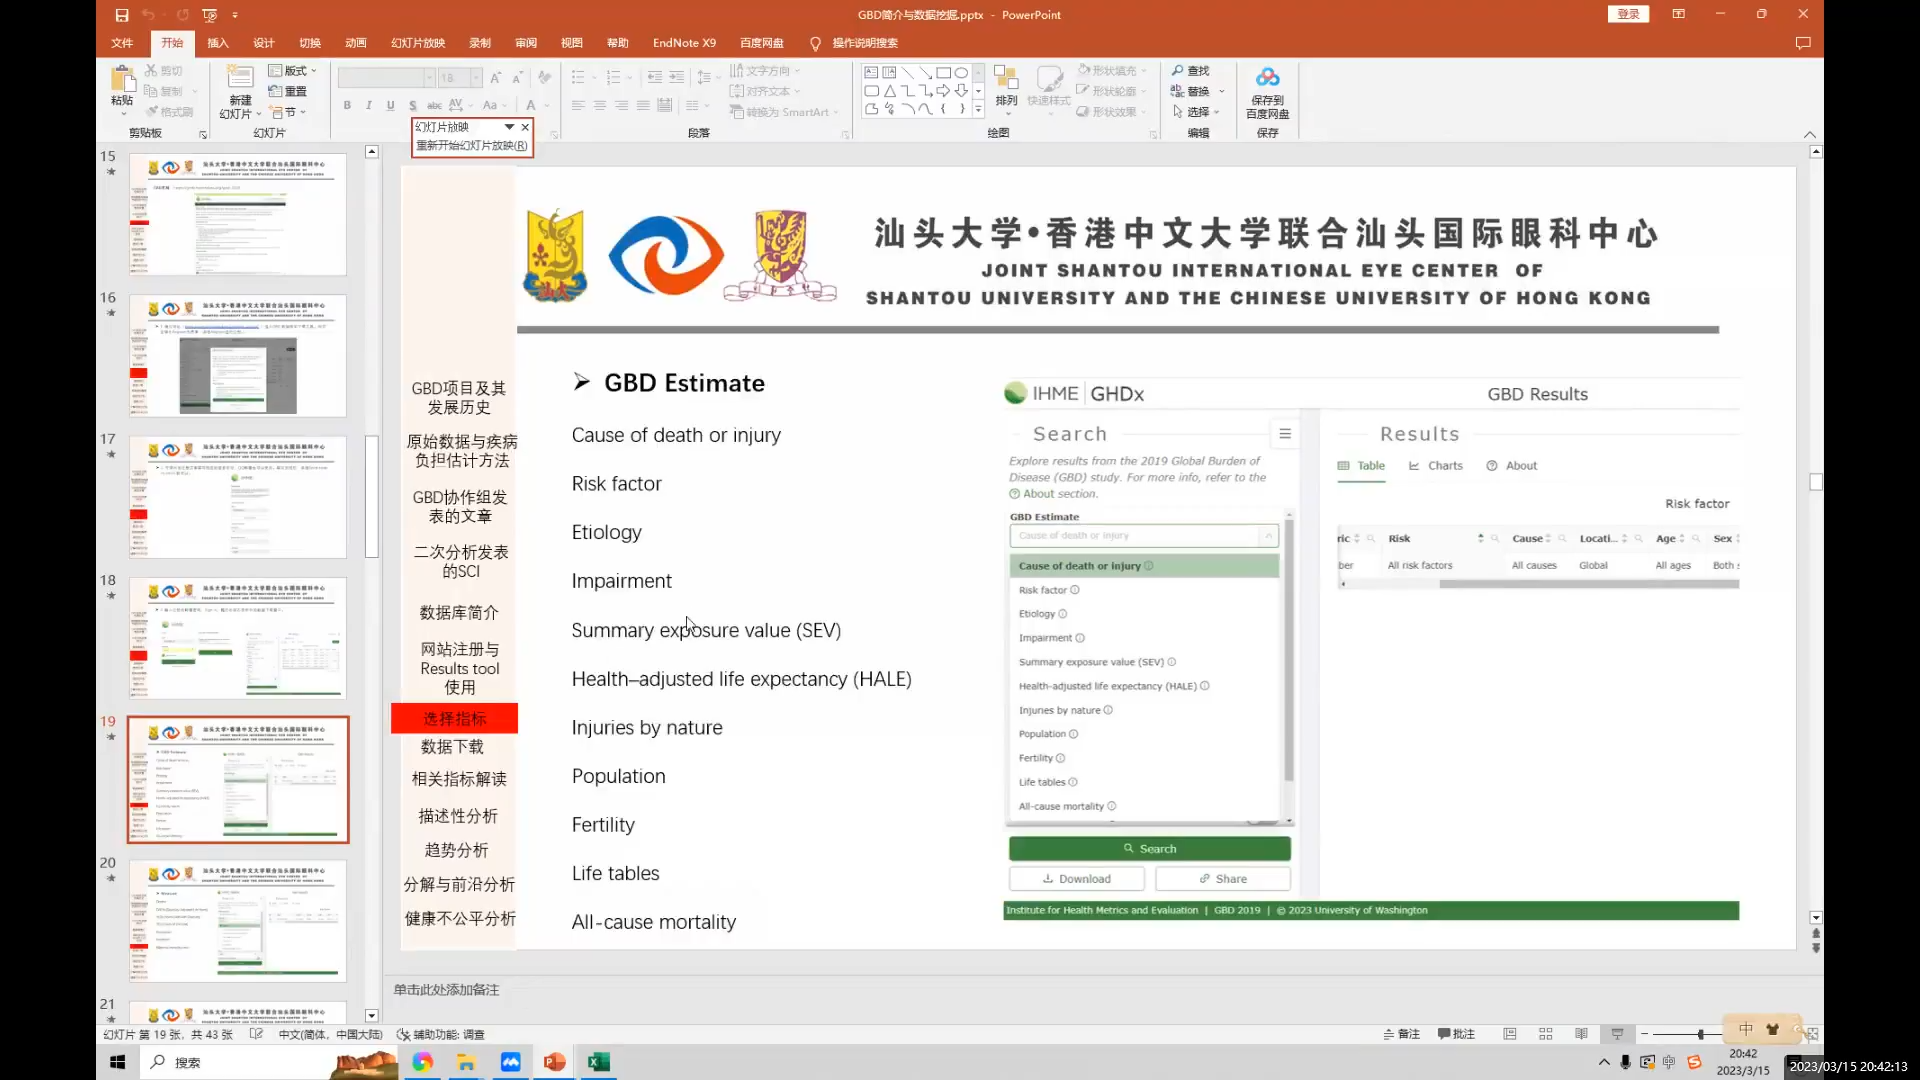 GBD简介与数据挖掘.pptx - PowerPoint
登录
文件 开始 插入 设计 切换 动画 幻灯片放映 录制 审阅 视图 帮助 EndNote X9 百度网盘 操作说明搜索
粘贴
剪切
复制
格式刷
剪贴板
新建
幻灯片
版式
重置
节
幻灯片
18
B I U S abc AV Aa A
文字方向
对齐文本
转换为 SmartArt
段落
排列
快速样式
形状填充
形状轮廓
形状效果
绘图
查找
替换
选择
编辑
保存到
百度网盘
保存
幻灯片放映
重新开始幻灯片放映(R)
15
16
17
18
19
20
21
汕头大学•香港中文大学联合汕头国际眼科中心
JOINT SHANTOU INTERNATIONAL EYE CENTER OF
SHANTOU UNIVERSITY AND THE CHINESE UNIVERSITY OF HONG KONG
GBD项目及其
发展历史
原始数据与疾病
负担估计方法
GBD协作组发
表的文章
二次分析发表
的SCI
数据库简介
网站注册与
Results tool
使用
选择指标
数据下载
相关指标解读
描述性分析
趋势分析
分解与前沿分析
健康不公平分析
➢ GBD Estimate
Cause of death or injury
Risk factor
Etiology
Impairment
Summary exposure value (SEV)
Health–adjusted life expectancy (HALE)
Injuries by nature
Population
Fertility
Life tables
All-cause mortality
IHME | GHDx
GBD Results
Search
Explore results from the 2019 Global Burden of
Disease (GBD) study. For more info, refer to the
About section.
GBD Estimate
Cause of death or injury
Cause of death or injury
Risk factor
Etiology
Impairment
Summary exposure value (SEV)
Health-adjusted life expectancy (HALE)
Injuries by nature
Population
Fertility
Life tables
All-cause mortality
Search
Download
Share
Results
Table Charts About
Risk factor
ric Risk Cause Locati... Age Sex
ber All risk factors All causes Global All ages Both s
Institute for Health Metrics and Evaluation | GBD 2019 | © 2023 University of Washington
单击此处添加备注
幻灯片 第 19 张，共 43 张 中文(简体，中国大陆) 辅助功能: 调查
备注 批注
中
搜索
中
20:42
2023/3/15
2023/03/15 20:42:13